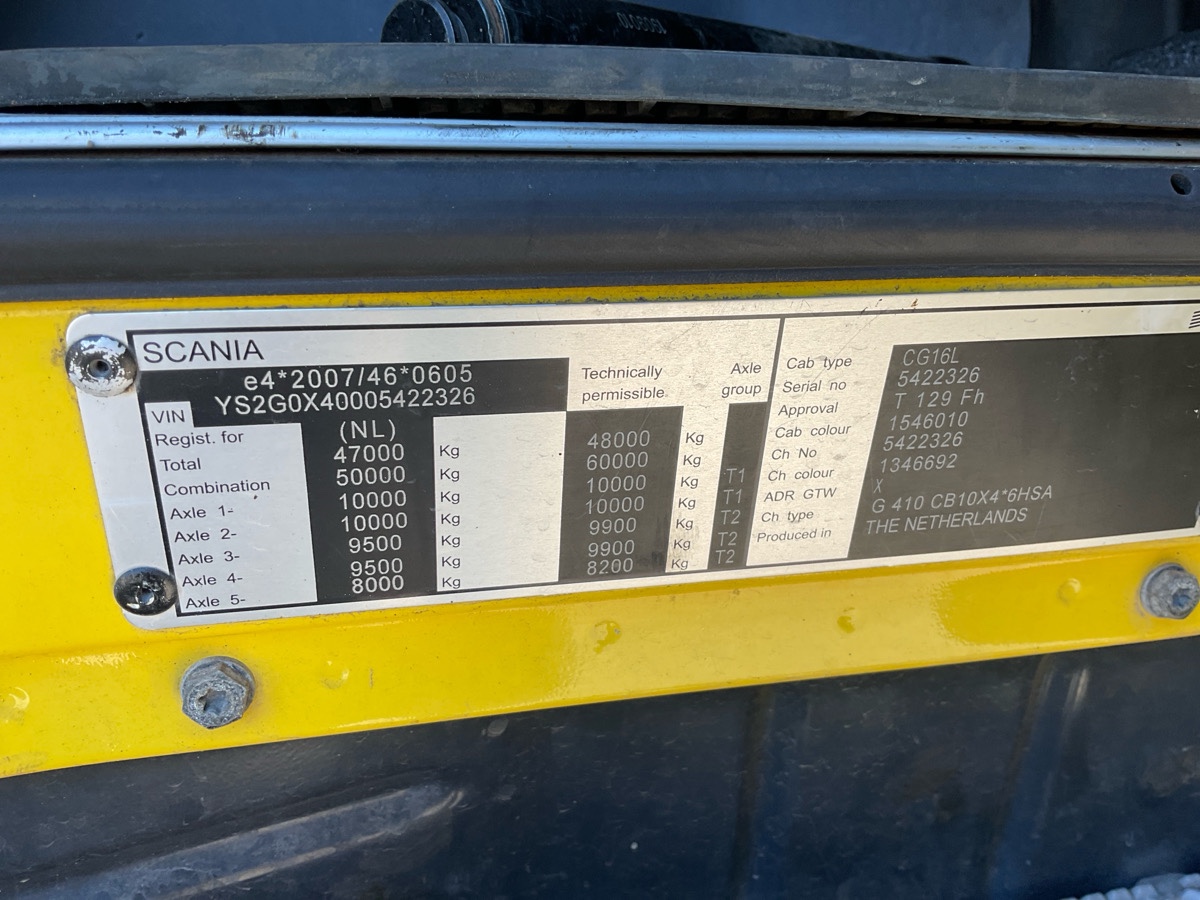 0105081
SCANIA
e4*2007/46*0605
VIN YS2G0X40005422326
Technically permissible Axle group
Regist. for (NL)
Total 47000 Kg 48000 Kg
Combination 50000 Kg 60000 Kg
Axle 1- 10000 Kg 10000 Kg T1
Axle 2- 10000 Kg 10000 Kg T1
Axle 3- 9500 Kg 9900 Kg T2
Axle 4- 9500 Kg 9900 Kg T2
Axle 5- 8000 Kg 8200 Kg T2
Cab type CG16L
Serial no 5422326
Approval T 129 Fh
Cab colour 1546010
Ch No 5422326
Ch colour 1346692
ADR GTW X
Ch type G 410 CB10X4*6HSA
Produced in THE NETHERLANDS